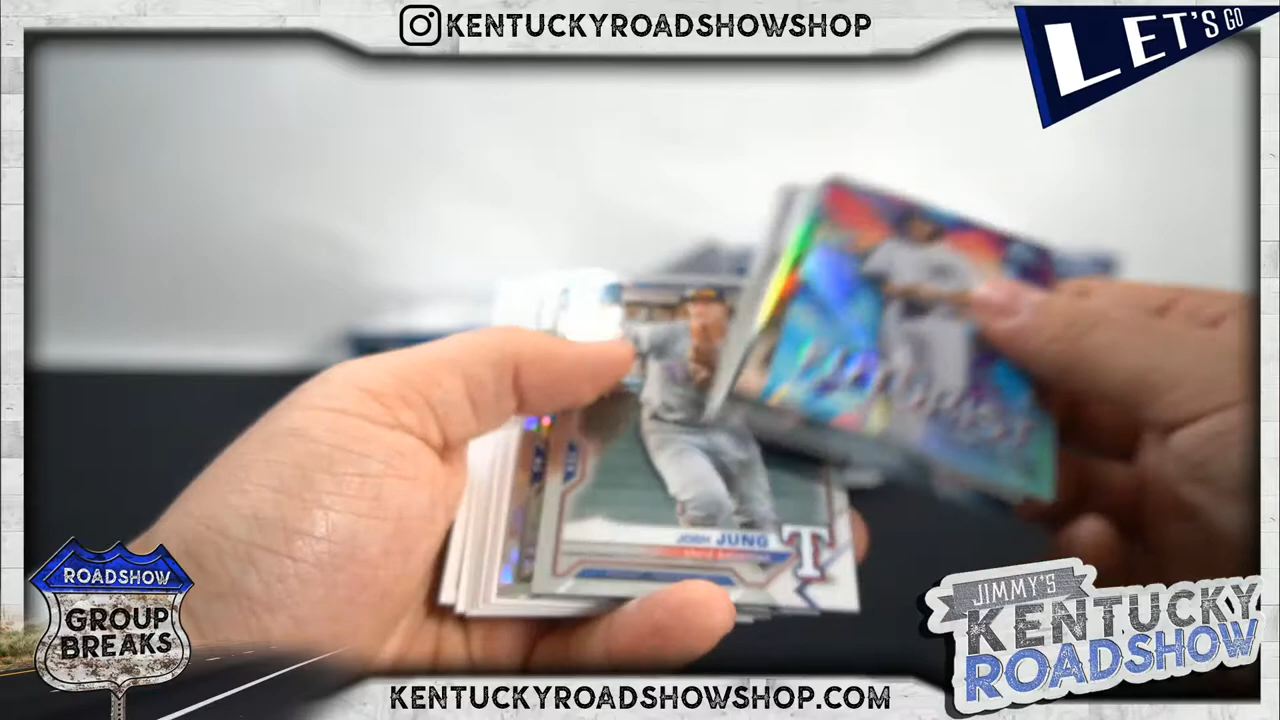 KENTUCKYROADSHOWSHOP
LET'S GO
JOSH JUNG
T
ROADSHOW
GROUP
BREAKS
JIMMY'S
KENTUCKY
ROADSHOW
KENTUCKYROADSHOWSHOP.COM